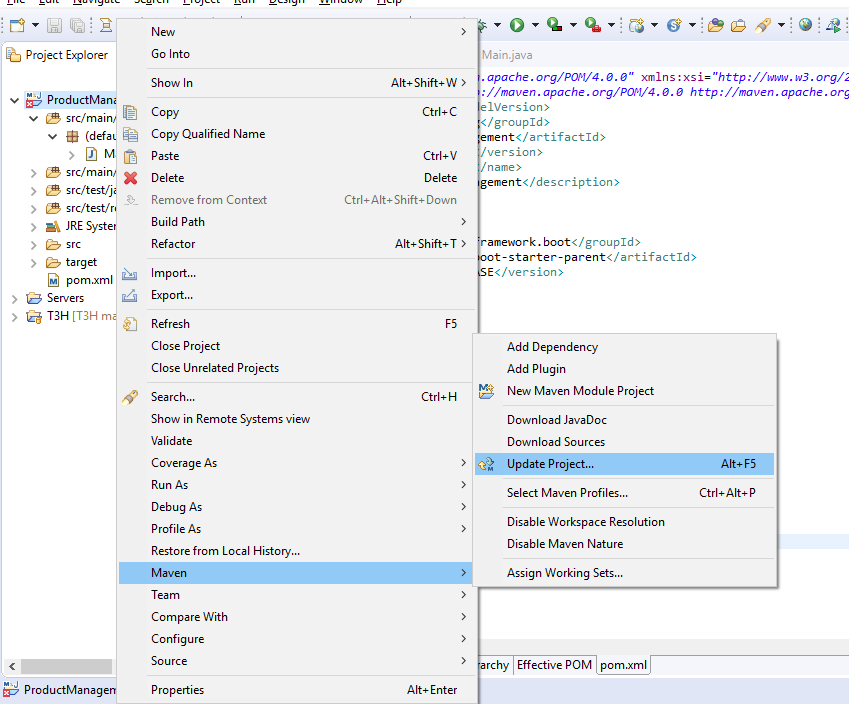 File Edit Navigate Search Project Run Design Window Help
Project Explorer
Main.java
ProductMana
src/main/
(defau
M
src/main/
src/test/ja
src/test/re
JRE System
src
target
pom.xml
Servers
T3H [T3H ma
New
Go Into
Show In Alt+Shift+W
Copy Ctrl+C
Copy Qualified Name
Paste Ctrl+V
Delete Delete
Remove from Context Ctrl+Alt+Shift+Down
Build Path
Refactor Alt+Shift+T
Import...
Export...
Refresh F5
Close Project
Close Unrelated Projects
Search... Ctrl+H
Show in Remote Systems view
Validate
Coverage As
Run As
Debug As
Profile As
Restore from Local History...
Maven
Team
Compare With
Configure
Source
Properties Alt+Enter
n.apache.org/POM/4.0.0" xmlns:xsi="http://www.w3.org/2
p://maven.apache.org/POM/4.0.0 http://maven.apache.org
delVersion>
g</groupId>
gement</artifactId>
</version>
</name>
nagement</description>
framework.boot</groupId>
boot-starter-parent</artifactId>
ASE</version>
Add Dependency
Add Plugin
New Maven Module Project
Download JavaDoc
Download Sources
Update Project... Alt+F5
Select Maven Profiles... Ctrl+Alt+P
Disable Workspace Resolution
Disable Maven Nature
Assign Working Sets...
rarchy Effective POM pom.xml
ProductManagem